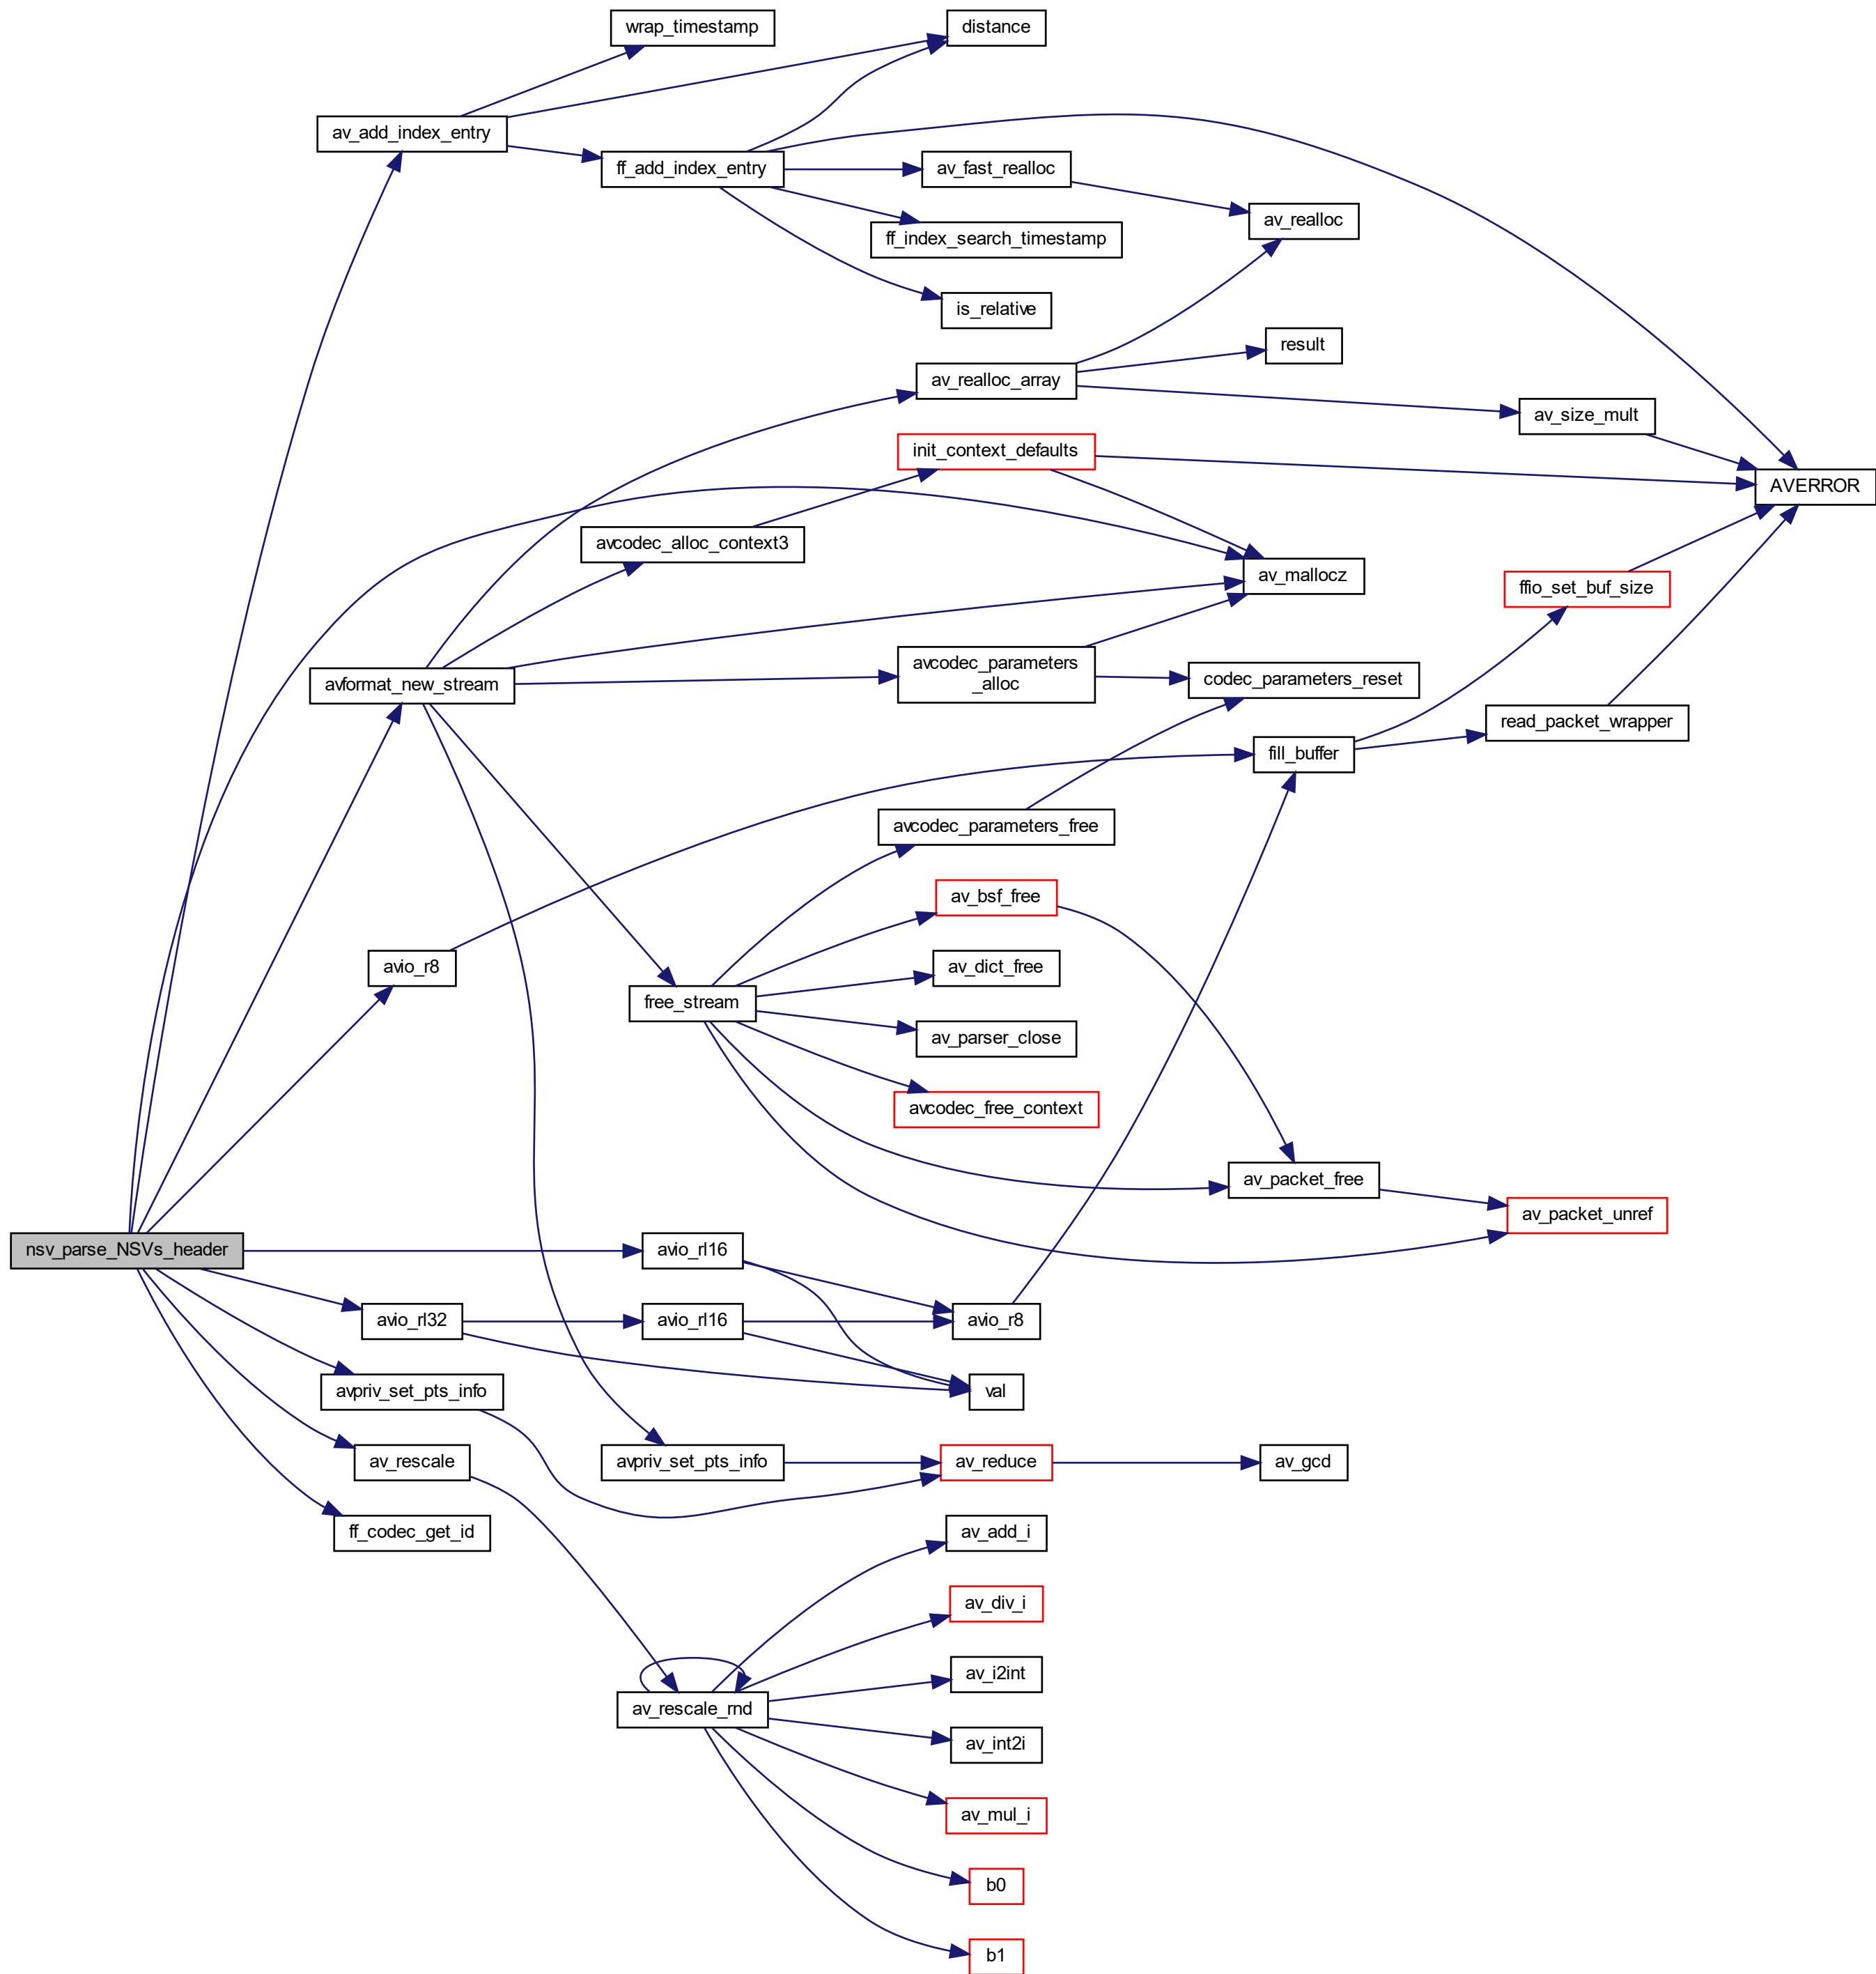 wrap_timestamp
distance
av_add_index_entry
ff_add_index_entry
av_fast_realloc
av_realloc
ff_index_search_timestamp
is_relative
result
av_realloc_array
av_size_mult
init_context_defaults
AVERROR
avcodec_alloc_context3
av_mallocz
ffio_set_buf_size
avcodec_parameters
_alloc
codec_parameters_reset
avformat_new_stream
read_packet_wrapper
fill_buffer
avcodec_parameters_free
av_bsf_free
avio_r8
av_dict_free
free_stream
av_parser_close
avcodec_free_context
av_packet_free
av_packet_unref
nsv_parse_NSVs_header
avio_rl16
avio_rl32
avio_rl16
avio_r8
avpriv_set_pts_info
val
av_rescale
avpriv_set_pts_info
av_reduce
av_gcd
ff_codec_get_id
av_add_i
av_div_i
av_i2int
av_rescale_rnd
av_int2i
av_mul_i
b0
b1